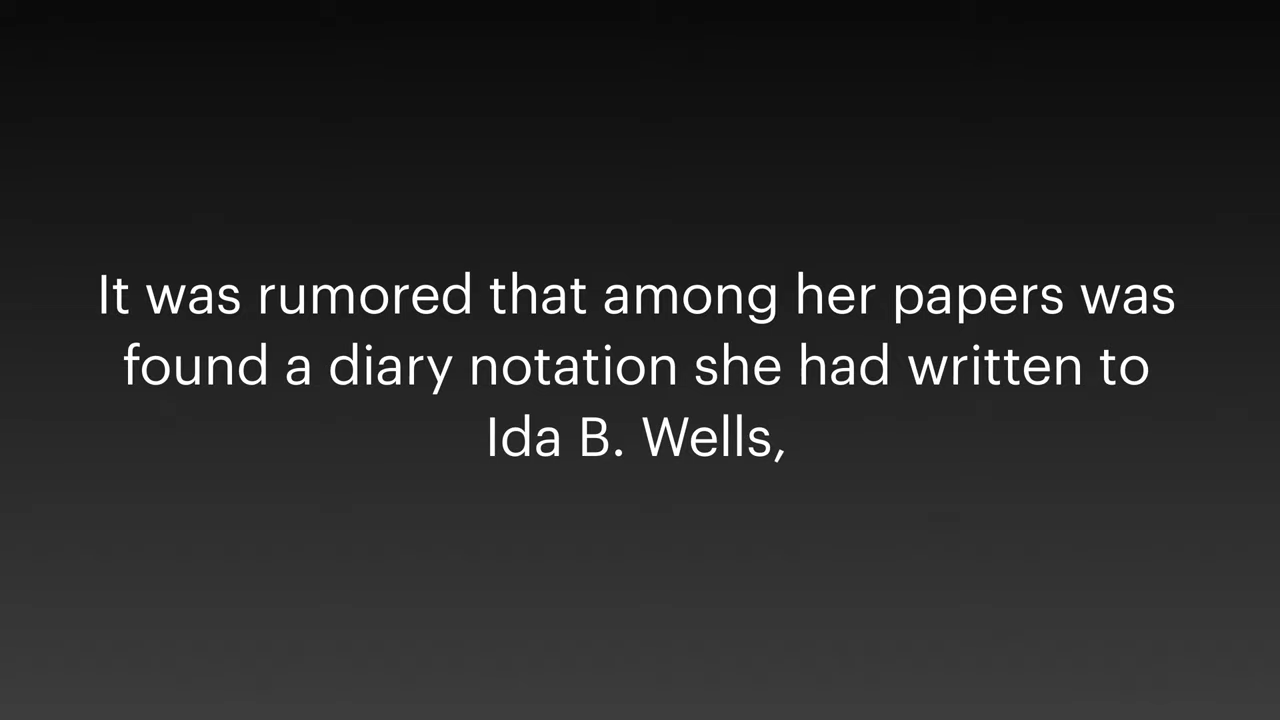 It was rumored that among her papers was
found a diary notation she had written to
Ida B. Wells,